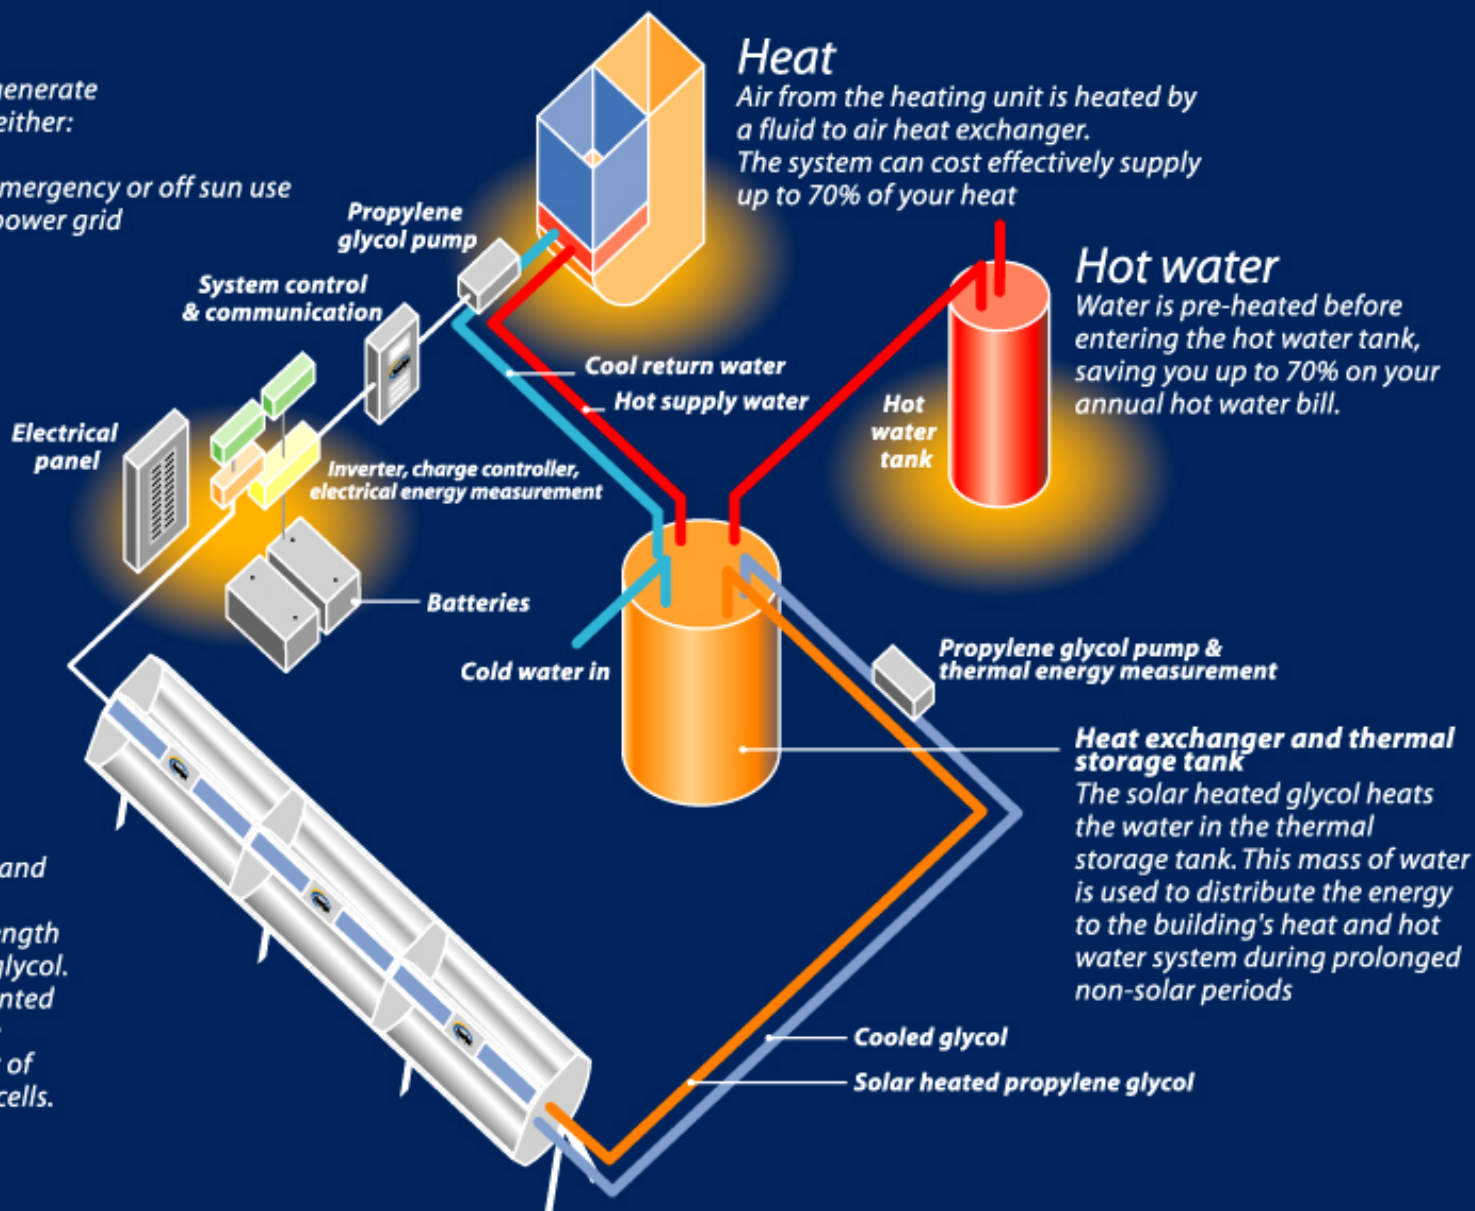 generate
either:
emergency or off sun use
power grid
Heat
Air from the heating unit is heated by
a fluid to air heat exchanger.
The system can cost effectively supply
up to 70% of your heat
Propylene
glycol pump
System control
& communication
Hot water
Water is pre-heated before
entering the hot water tank,
saving you up to 70% on your
annual hot water bill.
Cool return water
Hot supply water
Hot
water
tank
Electrical
panel
Inverter, charge controller,
electrical energy measurement
Batteries
Cold water in
Propylene glycol pump &
thermal energy measurement
Heat exchanger and thermal
storage tank
The solar heated glycol heats
the water in the thermal
storage tank. This mass of water
is used to distribute the energy
to the building's heat and hot
water system during prolonged
non-solar periods
and
glycol.
of
cells.
Cooled glycol
Solar heated propylene glycol